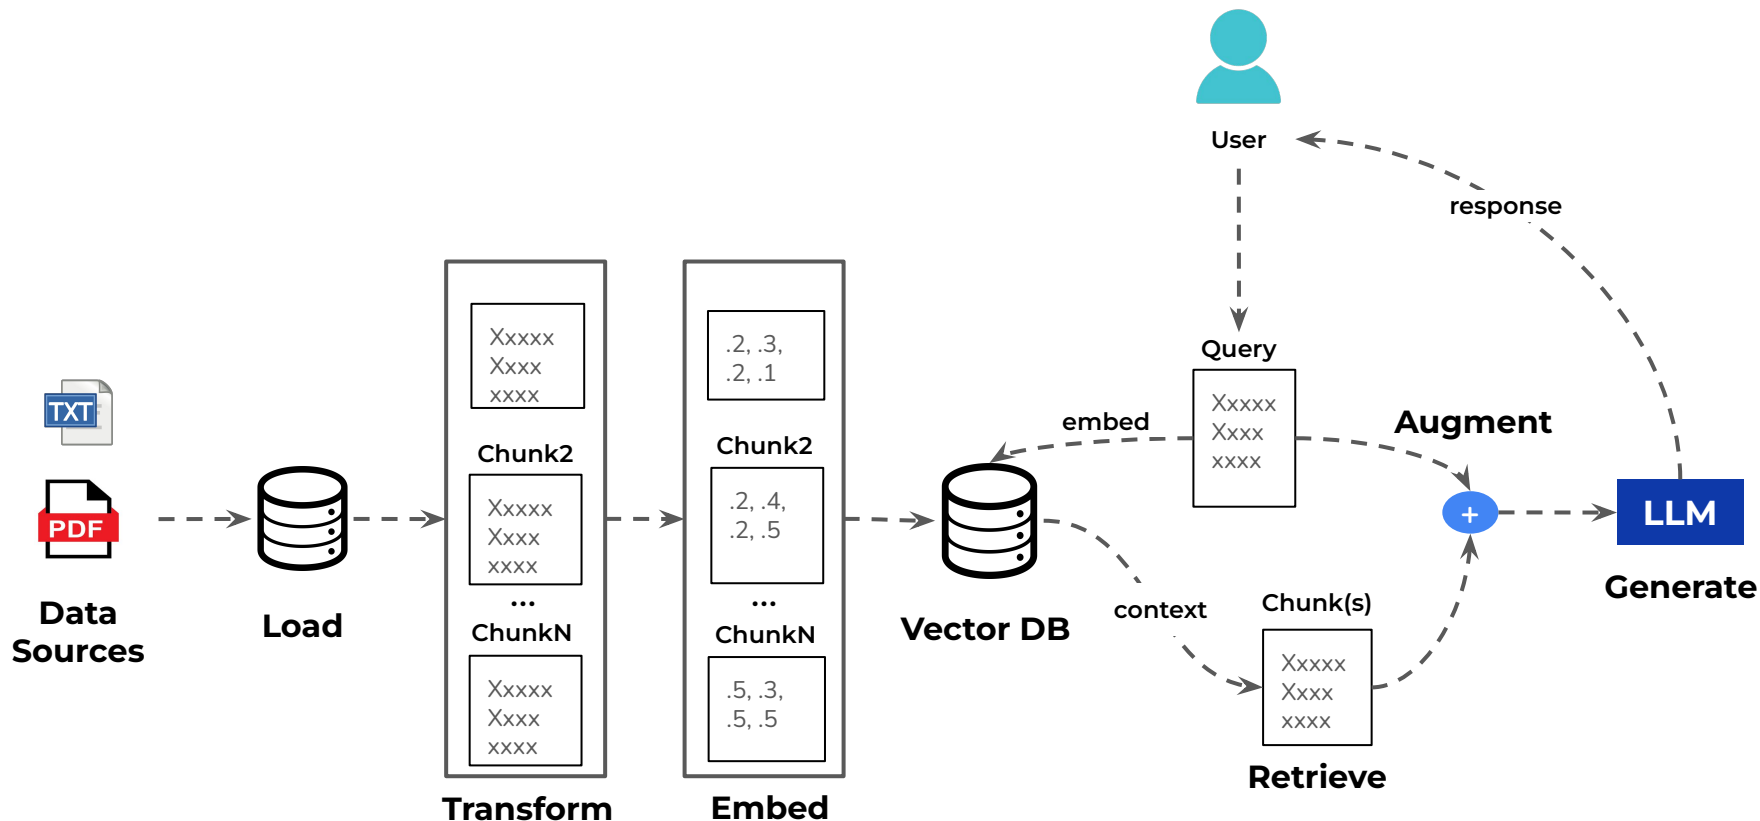 User
response
Query
Xxxxx
Xxxx
xxxx
embed
Augment
+
LLM
Generate
TXT
PDF
Data
Sources
Load
Xxxxx
Xxxx
xxxx
Chunk2
Xxxxx
Xxxx
xxxx
...
ChunkN
Xxxxx
Xxxx
xxxx
Transform
.2, .3,
.2, .1
Chunk2
.2, .4,
.2, .5
...
ChunkN
.5, .3,
.5, .5
Embed
Vector DB
context
Chunk(s)
Xxxxx
Xxxx
xxxx
Retrieve